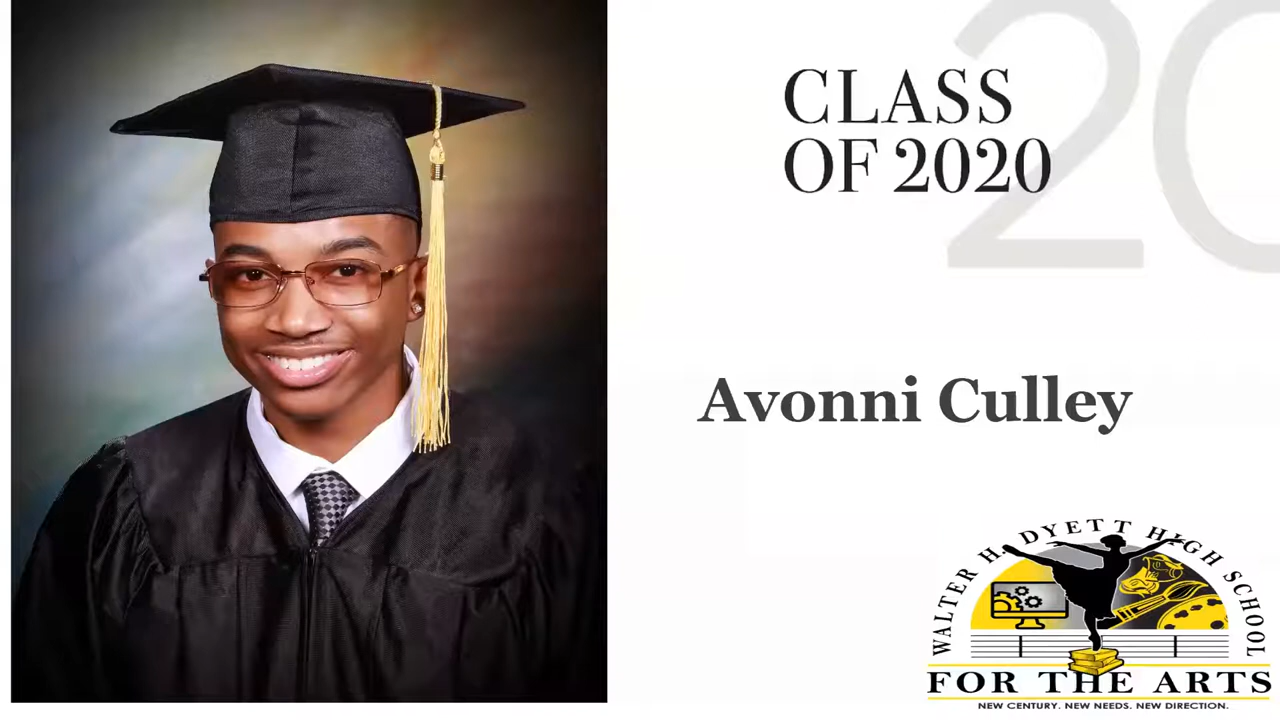 20
CLASS
OF 2020
Avonni Culley
WALTER H. DYETT HIGH SCHOOL
FOR THE ARTS
NEW CENTURY. NEW NEEDS. NEW DIRECTION.